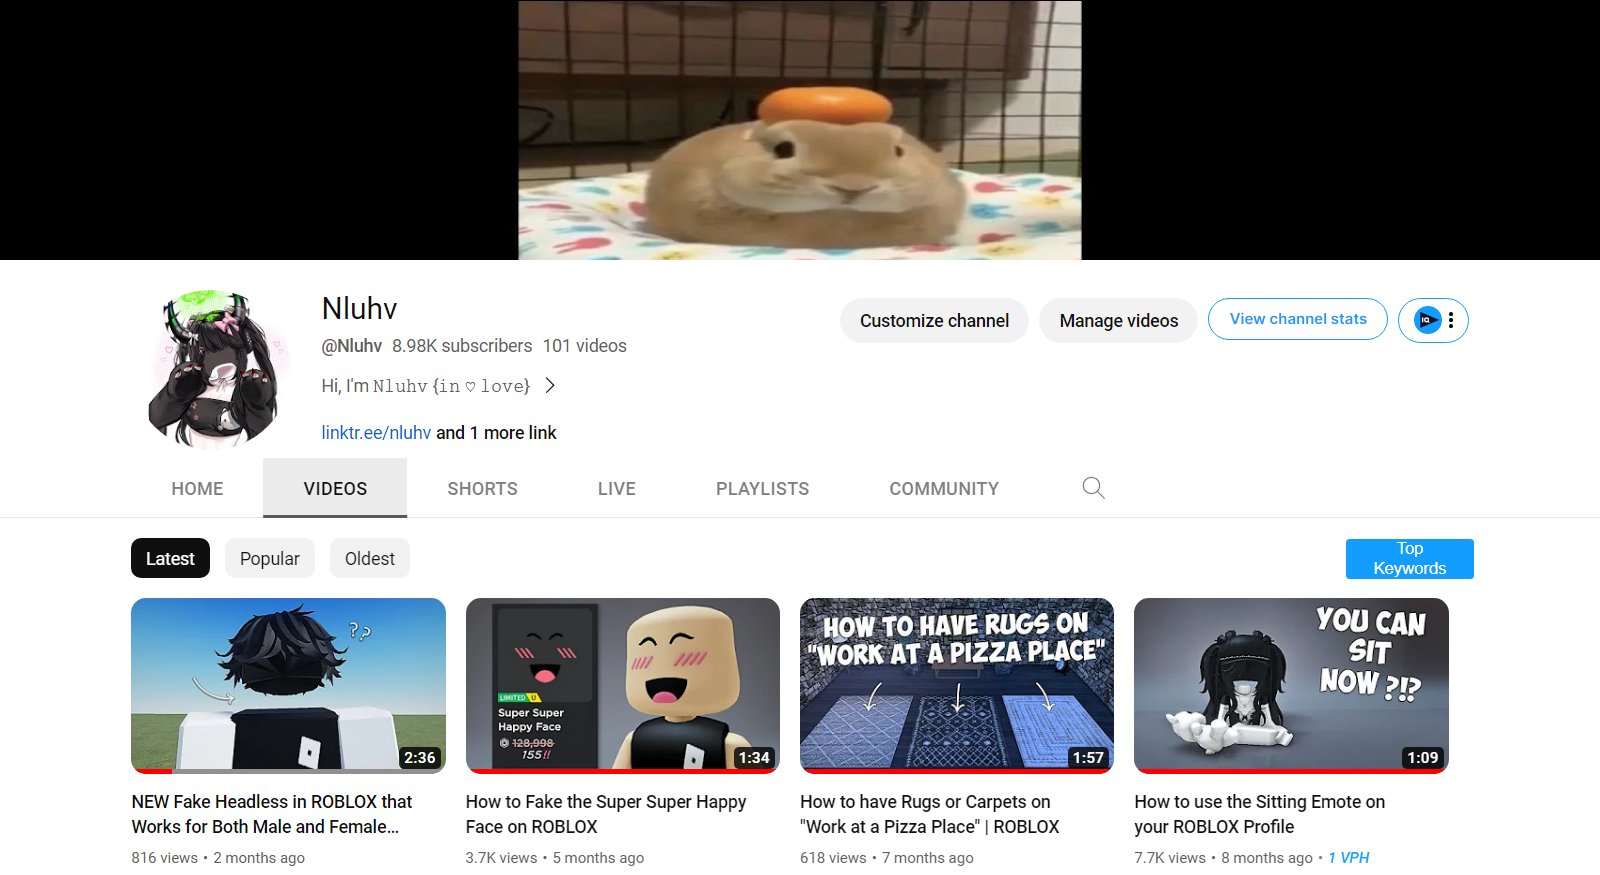 Nluhv
@Nluhv 8.98K subscribers 101 videos
Hi, I'm Nluhv {in ♡ love}
linktr.ee/nluhv and 1 more link
Customize channel
Manage videos
View channel stats
IQ
HOME
VIDEOS
SHORTS
LIVE
PLAYLISTS
COMMUNITY
Latest
Popular
Oldest
Top
Keywords
??
2:36
NEW Fake Headless in ROBLOX that
Works for Both Male and Female...
816 views • 2 months ago
LIMITED U
Super Super
Happy Face
128,998
155!!
1:34
How to Fake the Super Super Happy
Face on ROBLOX
3.7K views • 5 months ago
HOW TO HAVE RUGS ON
"WORK AT A PIZZA PLACE"
1:57
How to have Rugs or Carpets on
"Work at a Pizza Place" | ROBLOX
618 views • 7 months ago
YOU CAN
SIT
NOW ?!?
1:09
How to use the Sitting Emote on
your ROBLOX Profile
7.7K views • 8 months ago • 1 VPH